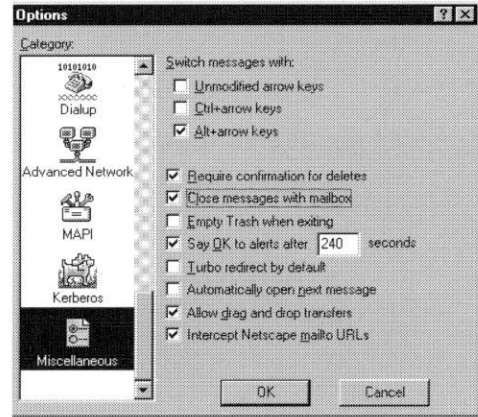 Options
Category:
10101010
Dialup
Advanced Network
MAPI
Kerberos
Miscellaneous
Switch messages with:
Unmodified arrow keys
Ctrl+arrow keys
Alt+arrow keys
Require confirmation for deletes
Close messages with mailbox
Empty Trash when exiting
Say OK to alerts after 240 seconds
Turbo redirect by default
Automatically open next message
Allow drag and drop transfers
Intercept Netscape mailto URLs
OK
Cancel